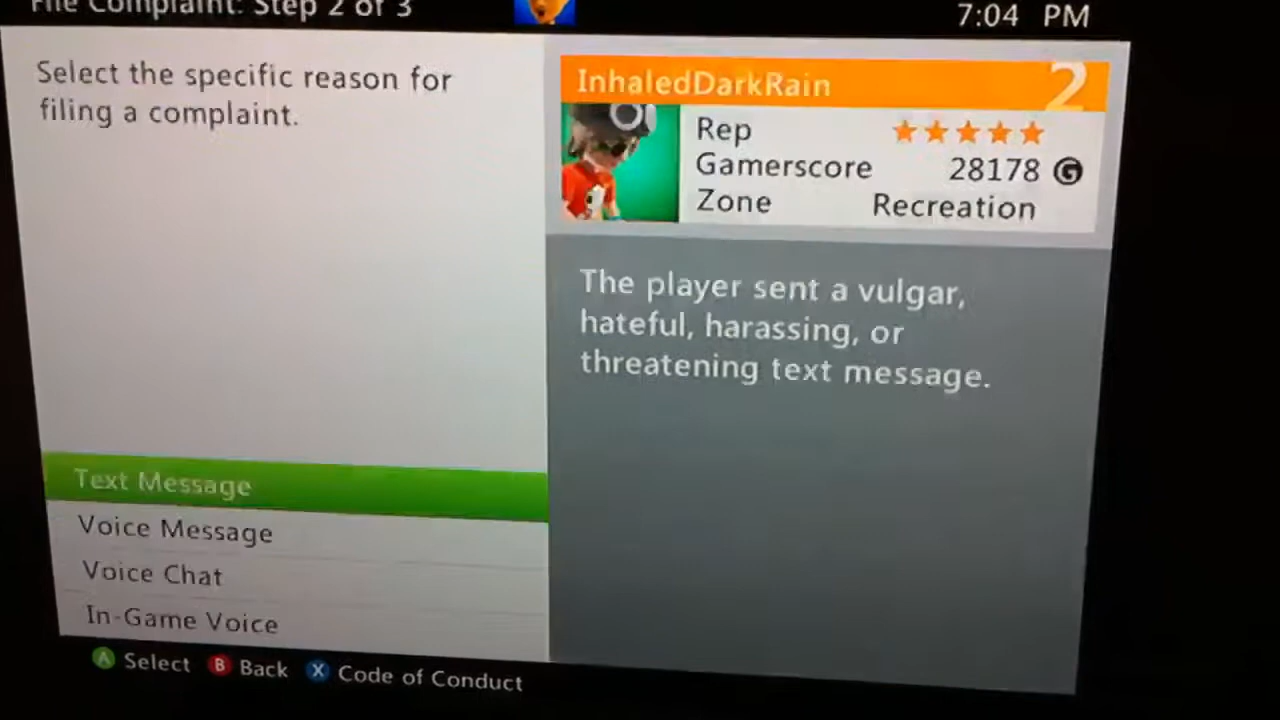 File Complaint: Step 2 of 3
7:04 PM
Select the specific reason for
filing a complaint.
InhaledDarkRain 2
Rep
Gamerscore 28178 G
Zone Recreation
The player sent a vulgar,
hateful, harassing, or
threatening text message.
Text Message
Voice Message
Voice Chat
In-Game Voice
A Select B Back X Code of Conduct